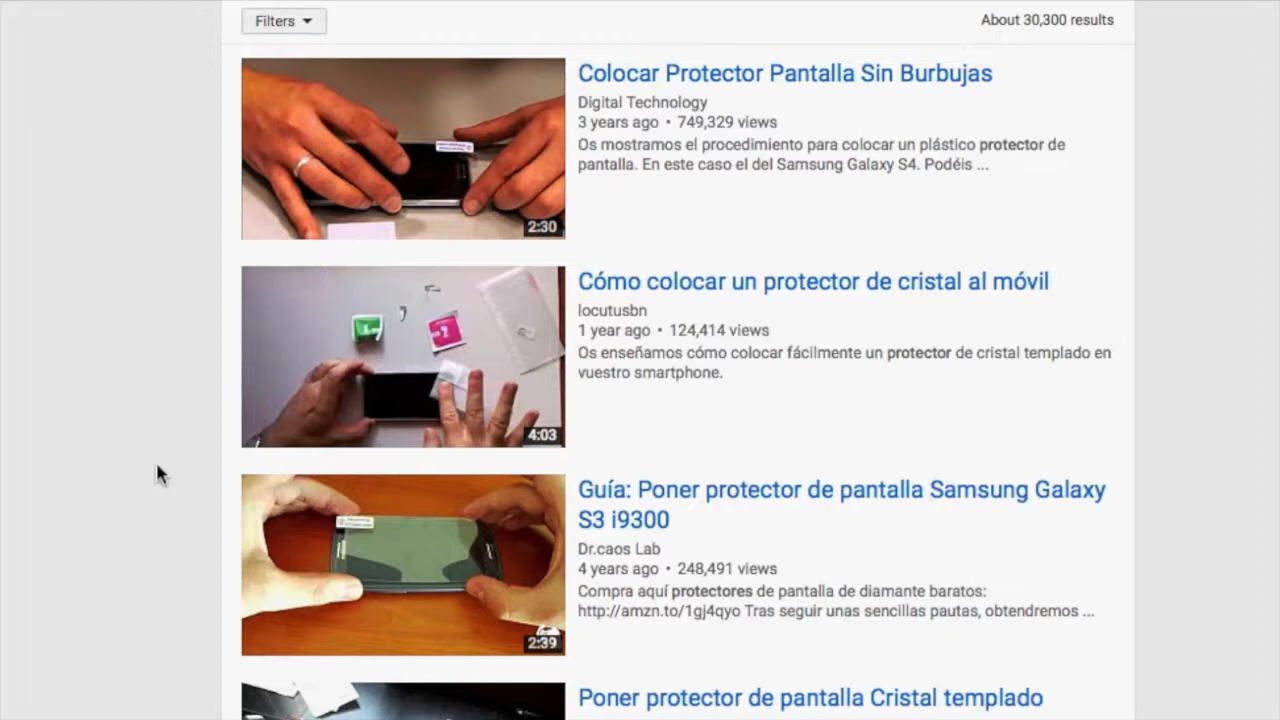 Filters
About 30,300 results
Colocar Protector Pantalla Sin Burbujas
Digital Technology
3 years ago • 749,329 views
Os mostramos el procedimiento para colocar un plástico protector de
pantalla. En este caso el del Samsung Galaxy S4. Podéis ...
2:30
Cómo colocar un protector de cristal al móvil
locutusbn
1 year ago • 124,414 views
Os enseñamos cómo colocar fácilmente un protector de cristal templado en
vuestro smartphone.
4:03
Guía: Poner protector de pantalla Samsung Galaxy
S3 i9300
Dr.caos Lab
4 years ago • 248,491 views
Compra aquí protectores de pantalla de diamante baratos:
http://amzn.to/1gj4qyo Tras seguir unas sencillas pautas, obtendremos ...
2:39
Poner protector de pantalla Cristal templado